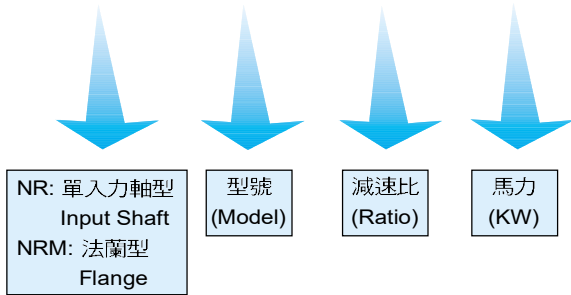 NR: 單入力軸型
Input Shaft
NRM: 法蘭型
Flange
型號
(Model)
減速比
(Ratio)
馬力
(KW)